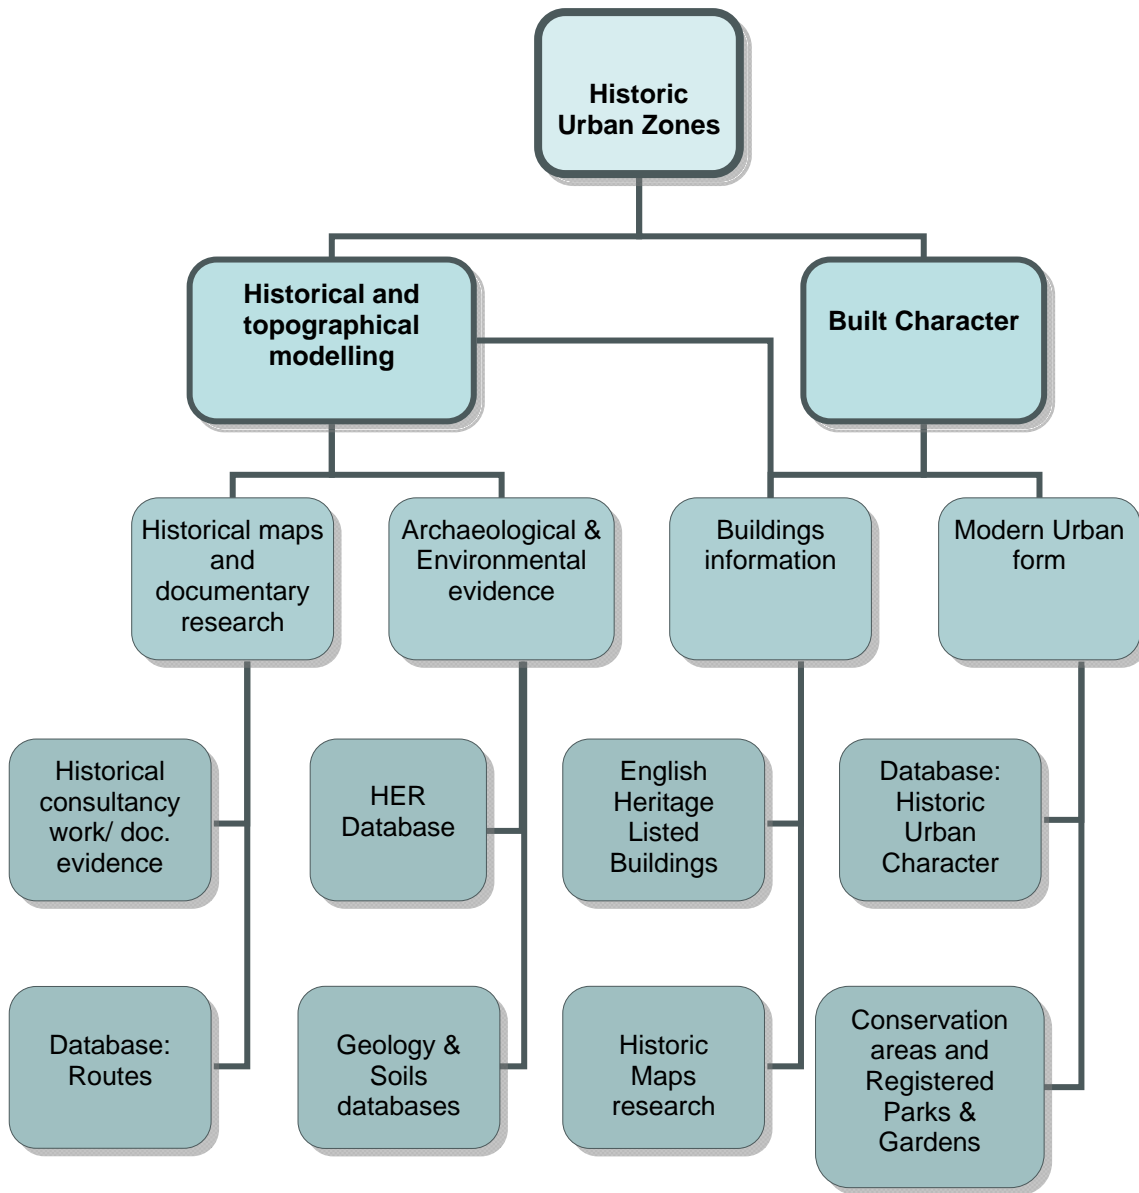 Historic
Urban Zones
Historical and
topographical
modelling
Built Character
Historical maps
and
documentary
research
Archaeological &
Environmental
evidence
Buildings
information
Modern Urban
form
Historical
consultancy
work/ doc.
evidence
HER
Database
English
Heritage
Listed
Buildings
Database:
Historic
Urban
Character
Database:
Routes
Geology &
Soils
databases
Historic
Maps
research
Conservation
areas and
Registered
Parks &
Gardens